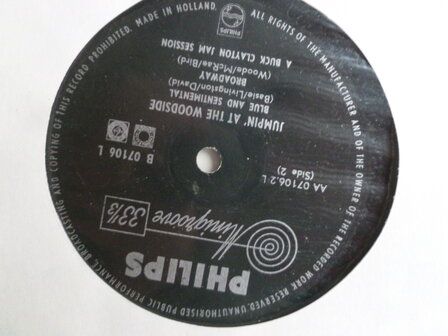 PHILIPS
Minigroove 33⅓
AA 07106.2 L
(Side 2)
B 07106 L
JUMPIN' AT THE WOODSIDE
BLUE AND SENTIMENTAL
(Basie/Livingston/David)
BROADWAY
(Woode/McRae/Bird)
A BUCK CLAYTON JAM SESSION
PHILIPS
ALL RIGHTS OF THE MANUFACTURER AND OF THE OWNER OF THE RECORDED WORK RESERVED. UNAUTHORISED PUBLIC PERFORMANCE, BROADCASTING AND COPYING OF THIS RECORD PROHIBITED. MADE IN HOLLAND.